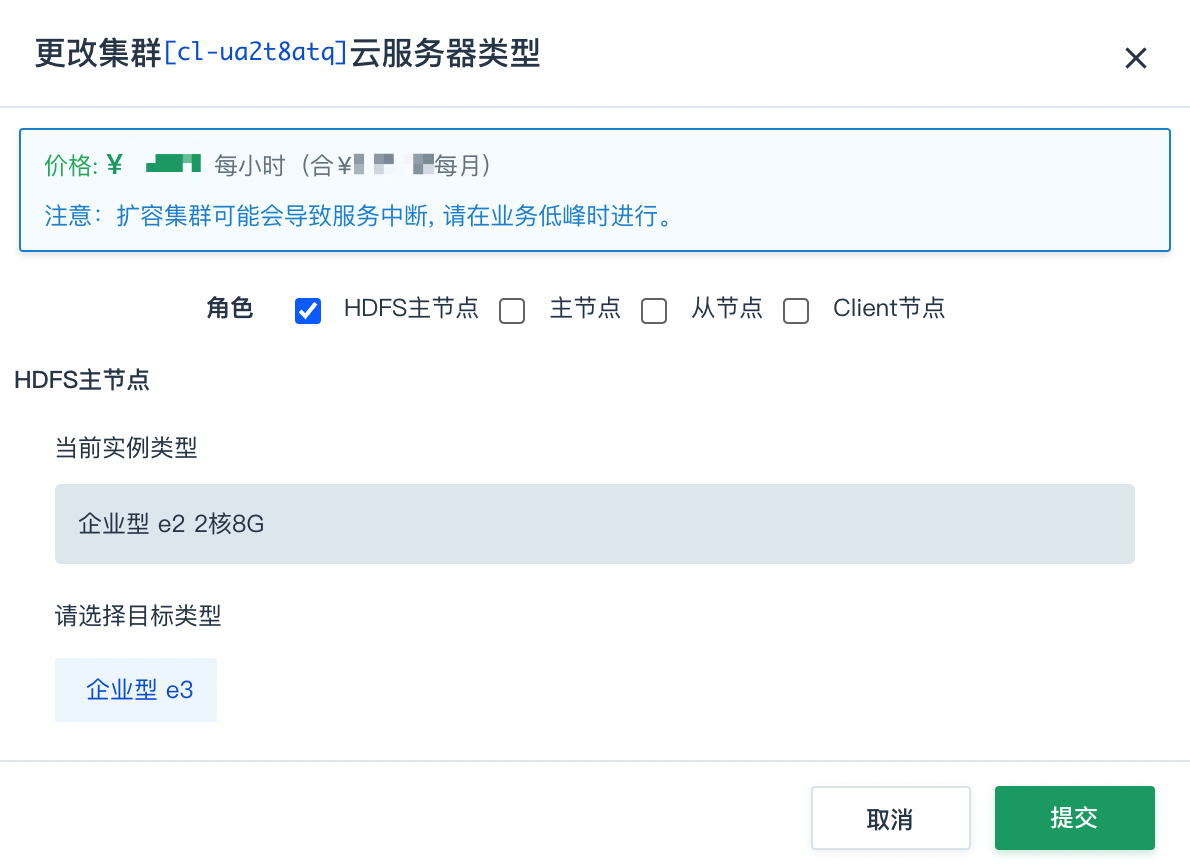 更改集群[cl-ua2t8atq]云服务器类型
价格: ¥ 每小时（合¥ 每月）
注意：扩容集群可能会导致服务中断, 请在业务低峰时进行。
角色 HDFS主节点 主节点 从节点 Client节点
HDFS主节点
当前实例类型
企业型 e2 2核8G
请选择目标类型
企业型 e3
取消 提交